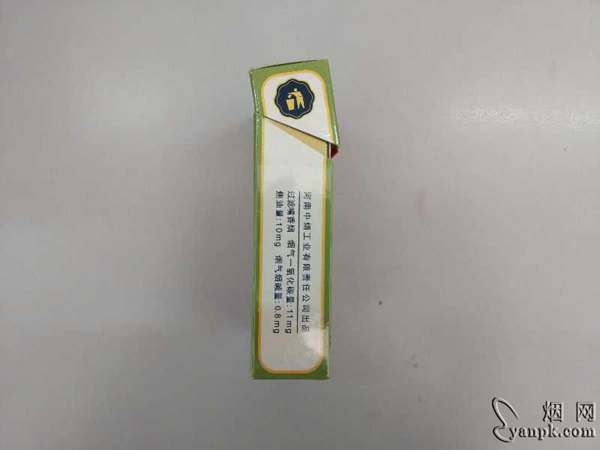 河南中烟工业有限责任公司出品
过滤嘴香烟 烟气一氧化碳量:11mg
焦油量:10mg 烟气烟碱量:0.8mg
烟网
yanpk.com